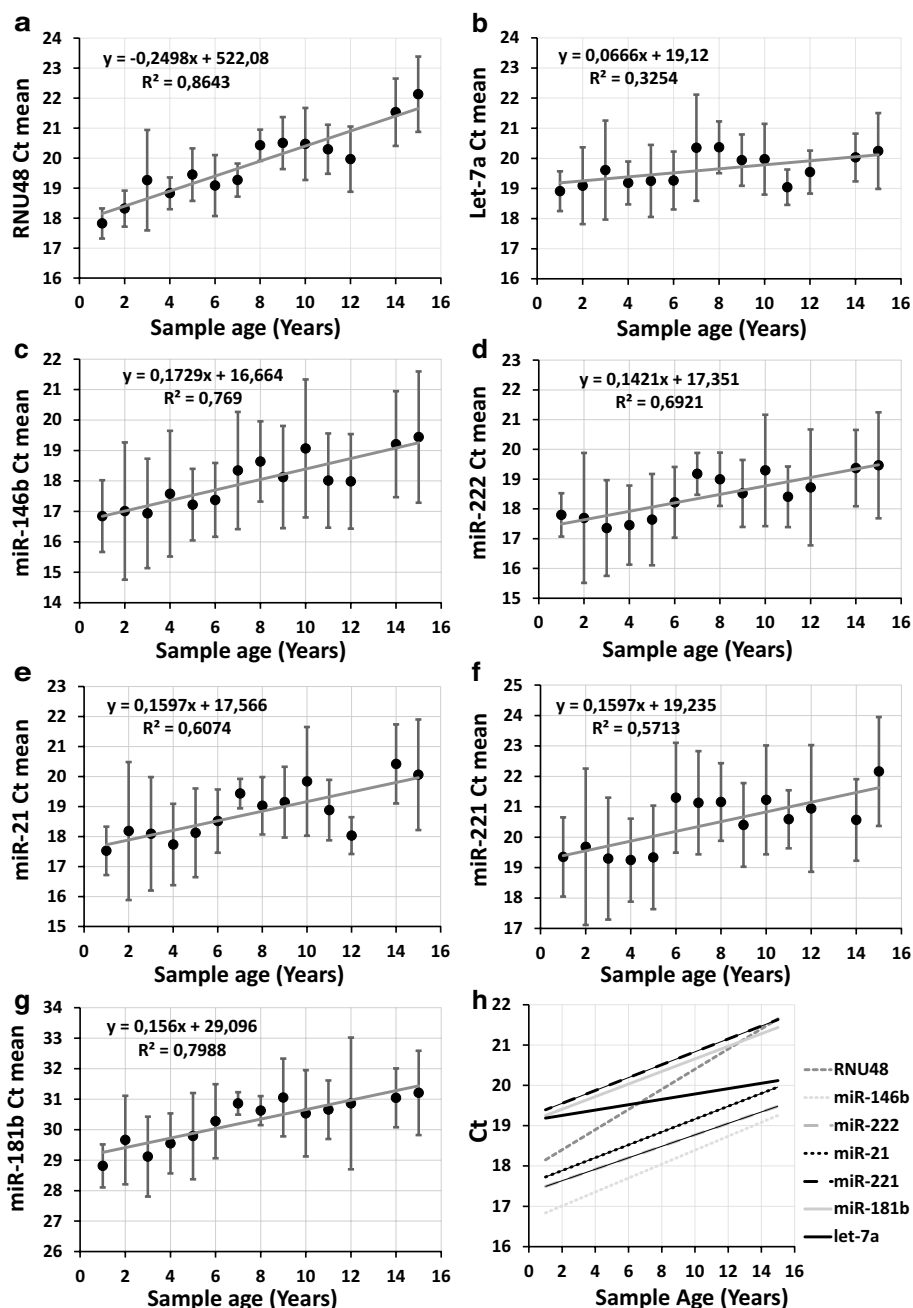 a
y = -0,2498x + 522,08
R² = 0,8643
RNU48 Ct mean
24
23
22
21
20
19
18
17
16
0 2 4 6 8 10 12 14 16
Sample age (Years)
b
y = 0,0666x + 19,12
R² = 0,3254
Let-7a Ct mean
24
23
22
21
20
19
18
17
16
0 2 4 6 8 10 12 14 16
Sample age (Years)
c
y = 0,1729x + 16,664
R² = 0,769
miR-146b Ct mean
22
21
20
19
18
17
16
15
14
0 2 4 6 8 10 12 14 16
Sample age (Years)
d
y = 0,1421x + 17,351
R² = 0,6921
miR-222 Ct mean
23
22
21
20
19
18
17
16
15
0 2 4 6 8 10 12 14 16
Sample age (Years)
e
y = 0,1597x + 17,566
R² = 0,6074
miR-21 Ct mean
23
22
21
20
19
18
17
16
15
0 2 4 6 8 10 12 14 16
Sample age (Years)
f
y = 0,1597x + 19,235
R² = 0,5713
miR-221 Ct mean
25
24
23
22
21
20
19
18
17
0 2 4 6 8 10 12 14 16
Sample age (Years)
g
y = 0,156x + 29,096
R² = 0,7988
miR-181b Ct mean
34
33
32
31
30
29
28
27
26
0 2 4 6 8 10 12 14 16
Sample age (Years)
h
Ct
22
21
20
19
18
17
16
0 2 4 6 8 10 12 14 16
Sample Age (Years)
RNU48
miR-146b
miR-222
miR-21
miR-221
miR-181b
let-7a